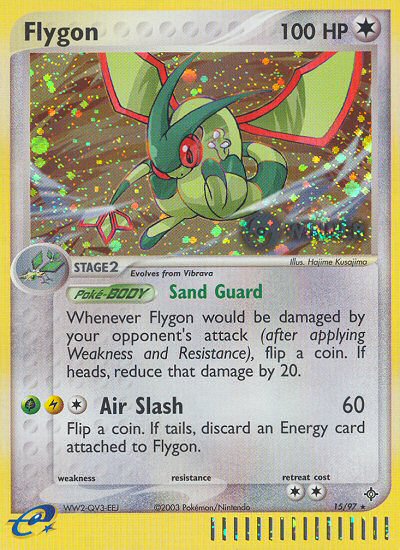 Flygon
100 HP
WINNER
Illus. Hajime Kusajima
STAGE2
Evolves from Vibrava
Poké-BODY Sand Guard
Whenever Flygon would be damaged by
your opponent's attack (after applying
Weakness and Resistance), flip a coin. If
heads, reduce that damage by 20.
Air Slash 60
Flip a coin. If tails, discard an Energy card
attached to Flygon.
weakness resistance retreat cost
WW2-QV3-EEJ ©2003 Pokémon/Nintendo 15/97 ★
e